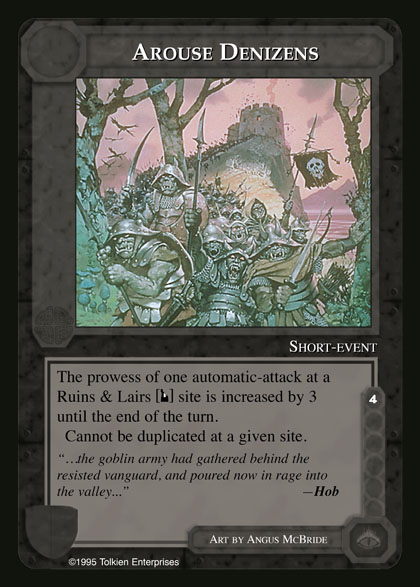 AROUSE DENIZENS
SHORT-EVENT
The prowess of one automatic-attack at a
Ruins & Lairs [] site is increased by 3
until the end of the turn.
Cannot be duplicated at a given site.
4
“…the goblin army had gathered behind the
resisted vanguard, and poured now in rage into
the valley...” –Hob
ART BY ANGUS MCBRIDE
©1995 Tolkien Enterprises